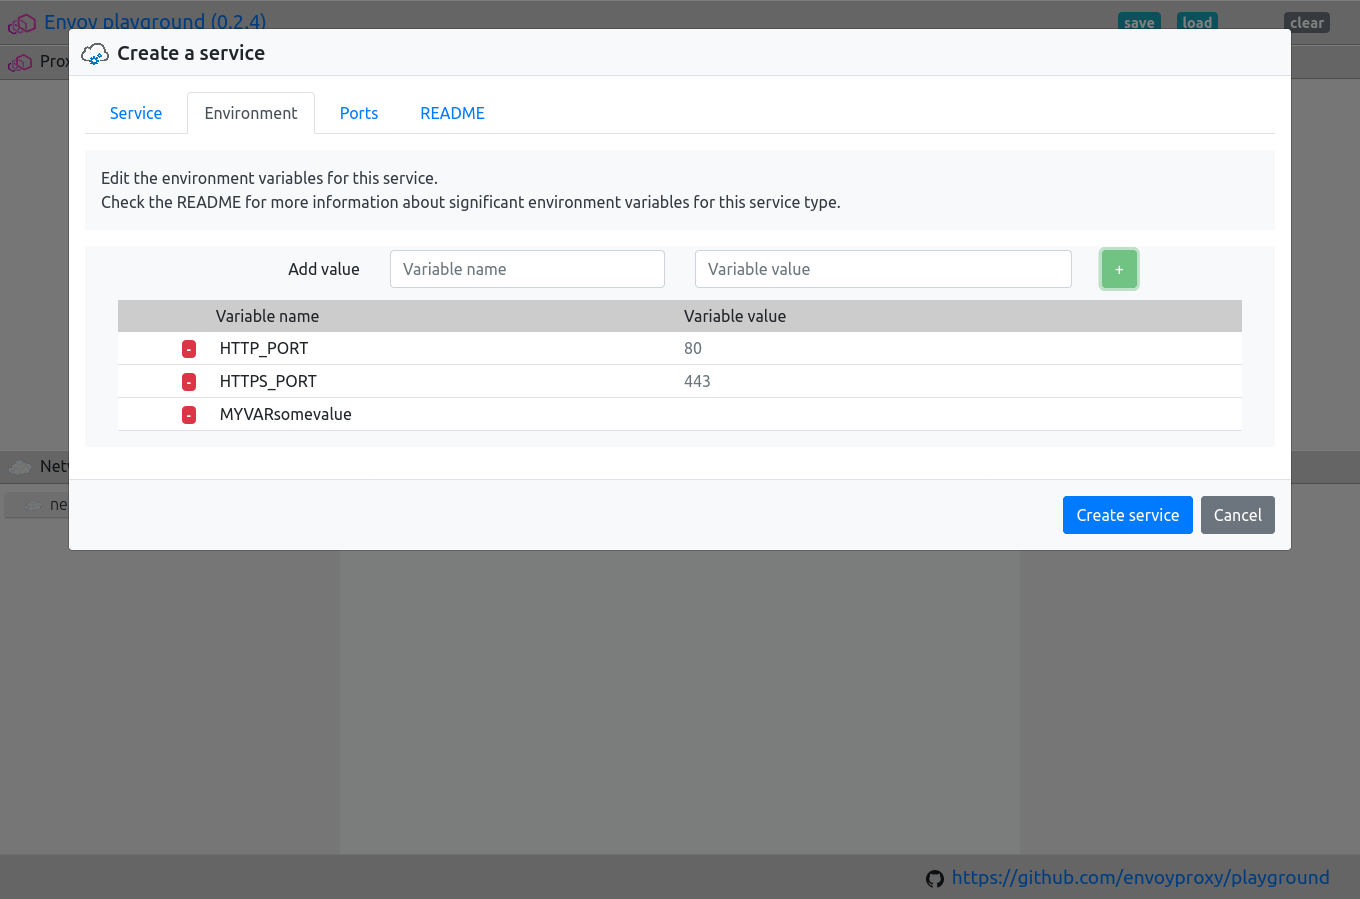 Envoy playground (0.2.4)
save load clear
Create a service
Service Environment Ports README
Edit the environment variables for this service.
Check the README for more information about significant environment variables for this service type.
Add value Variable name Variable value +
Variable name Variable value
- HTTP_PORT 80
- HTTPS_PORT 443
- MYVARsomevalue
Create service Cancel
https://github.com/envoyproxy/playground